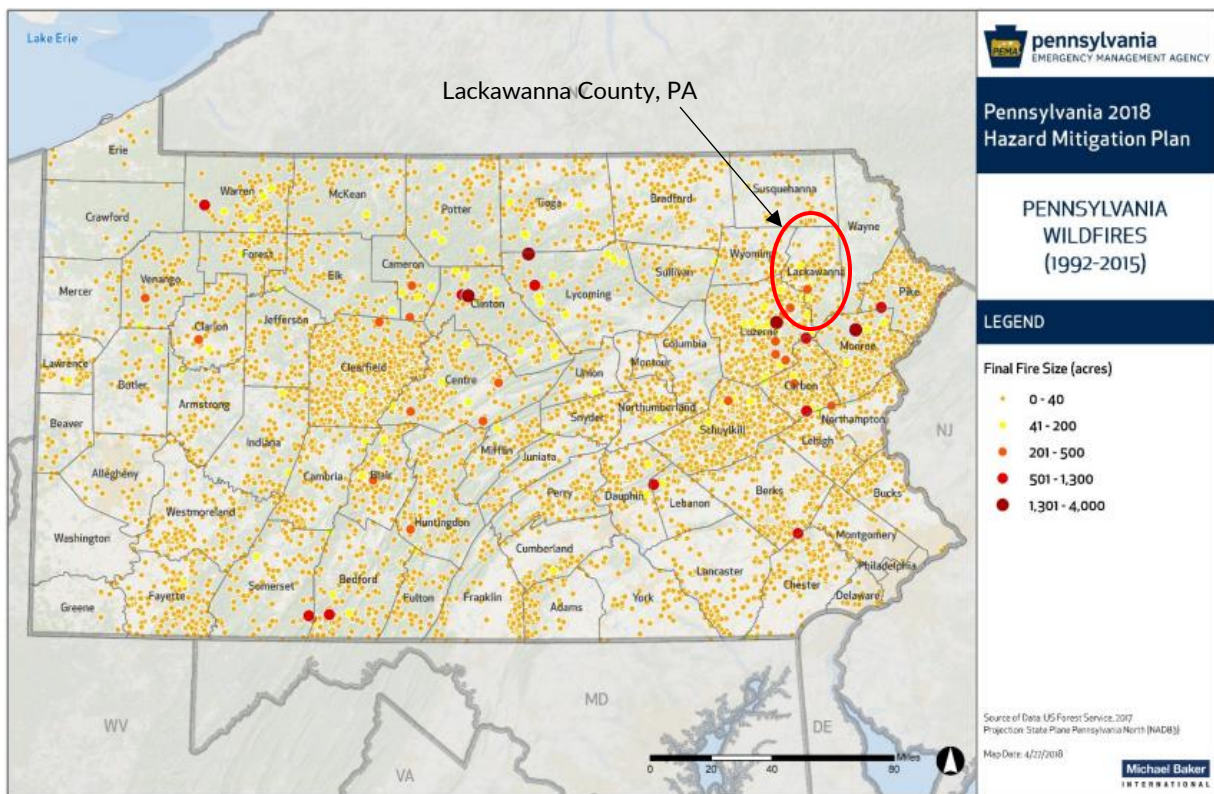 Lake Erie
Lackawanna County, PA
Erie
Warren
McKean
Potter
Tioga
Bradford
Susquehanna
Wayne
Crawford
Forest
Elk
Cameron
Clinton
Lycoming
Sullivan
Wyoming
Lackawanna
Pike
Mercer
Venango
Clarion
Jefferson
Clearfield
Centre
Union
Montour
Columbia
Luzerne
Monroe
Carbon
Lawrence
Butler
Armstrong
Indiana
Snyder
Northumberland
Schuylkill
Northampton
Lehigh
Beaver
Allegheny
Cambria
Blair
Mifflin
Juniata
Perry
Dauphin
Lebanon
Berks
Bucks
Westmoreland
Huntingdon
Cumberland
Montgomery
Washington
Lancaster
Chester
Philadelphia
Delaware
Greene
Fayette
Somerset
Bedford
Fulton
Franklin
Adams
York
NJ
WV
MD
DE
VA
0 20 40 80
Miles
PEMA
pennsylvania
EMERGENCY MANAGEMENT AGENCY
Pennsylvania 2018
Hazard Mitigation Plan
PENNSYLVANIA
WILDFIRES
(1992-2015)
LEGEND
Final Fire Size (acres)
0 - 40
41 - 200
201 - 500
501 - 1,300
1,301 - 4,000
Source of Data: US Forest Service, 2017
Projection: State Plane Pennsylvania North (NAD83)
Map Date: 4/27/2018
Michael Baker
INTERNATIONAL